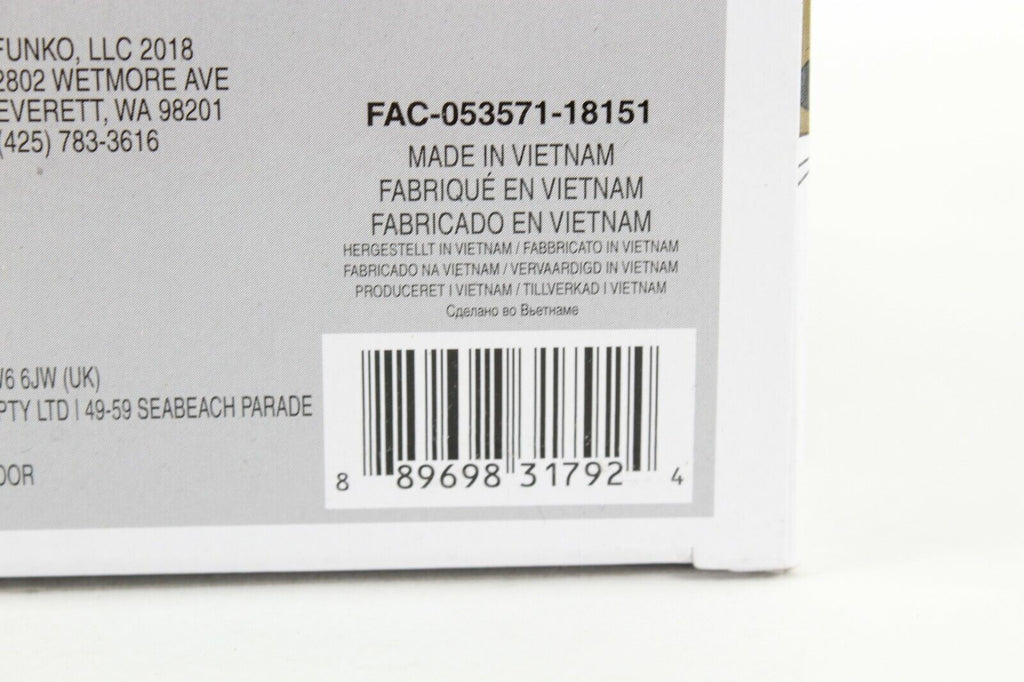 FUNKO, LLC 2018
2802 WETMORE AVE
EVERETT, WA 98201
(425) 783-3616
FAC-053571-18151
MADE IN VIETNAM
FABRIQUÉ EN VIETNAM
FABRICADO EN VIETNAM
HERGESTELLT IN VIETNAM / FABBRICATO IN VIETNAM
FABRICADO NA VIETNAM / VERVAARDIGD IN VIETNAM
PRODUCERET I VIETNAM / TILLVERKAD I VIETNAM
Сделано во Вьетнаме
6JW (UK)
PTY LTD | 49-59 SEABEACH PARADE
8 89698 31792 4